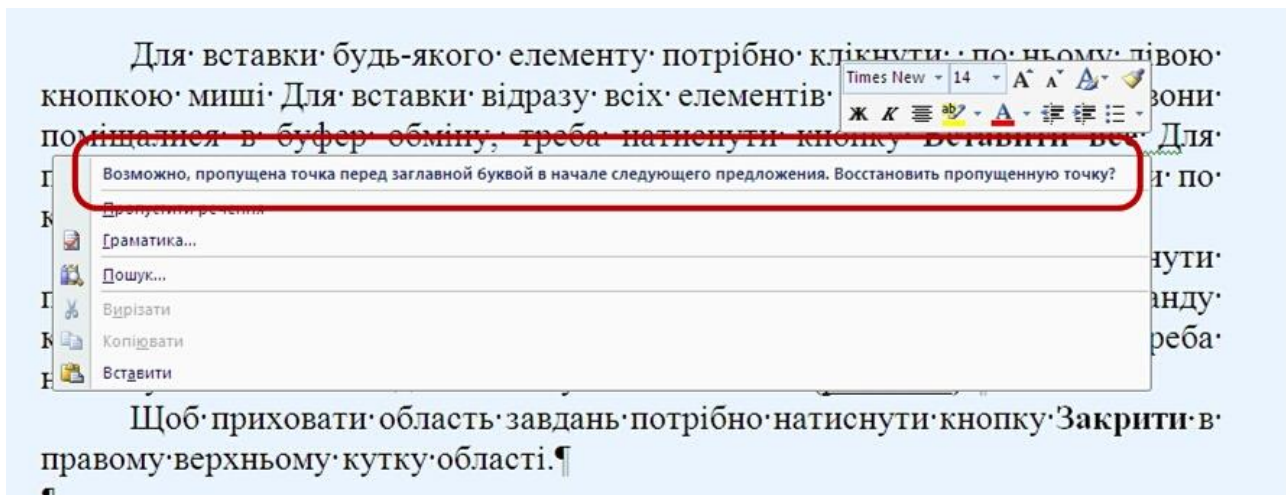 Для вставки будь-якого елементу потрібно клікнути по ньому лівою
Times New 14
кнопкою миші Для вставки відразу всіх елементів вони
Ж К
поміщалися в буфер обміну, треба натиснути кнопку Вставити все Для
Возможно, пропущена точка перед заглавной буквой в начале следующего предложения. Восстановить пропущенную точку?
по
Пропустити речення
Граматика...
Пошук...
Вирізати
Копіювати
Вставити
Щоб приховати область завдань потрібно натиснути кнопку Закрити в
правому верхньому кутку області.¶
¶